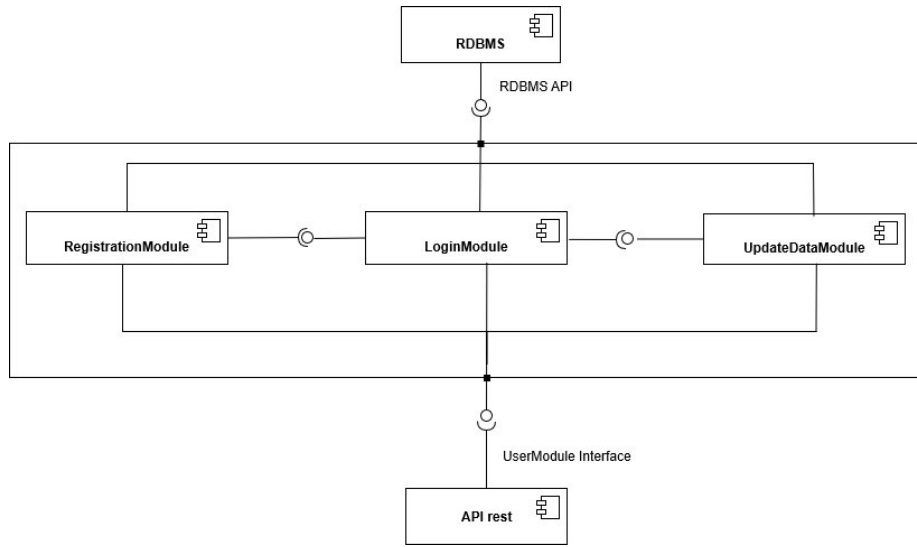 RDBMS
RDBMS API
RegistrationModule
LoginModule
UpdateDataModule
UserModule Interface
API rest